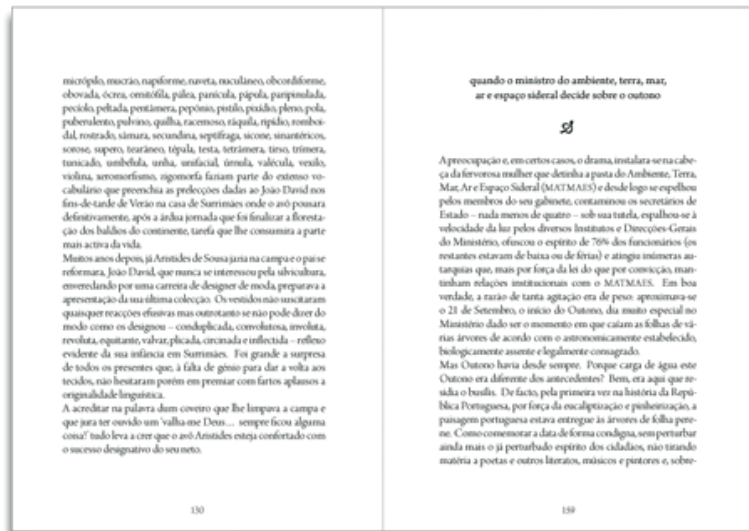 micrópilo, mucrão, napiforme, naveta, nuculâneo, obcordiforme,
obovada, ócrea, ornitófila, pálea, panícula, pápula, paripinulada,
pecíolo, peltada, pentâmera, pepónio, pistilo, pixídio, pleno, pola,
puberulento, pulvino, quilha, racemoso, ráquila, ripídio, romboi-
dal, rostrado, sâmara, secundina, septífraga, sicone, sinantéricos,
sorose, supero, tearâneo, tépala, testa, tetrâmera, tirso, trímera,
tunicado, umbélula, unha, unifacial, úrnula, valécula, vexilo,
violina, xeromorfismo, zigomorfa faziam parte do extenso vo-
cabulário que preenchia as prelecções dadas ao João David nos
fins-de-tarde de Verão na casa de Surrimães onde o avô pousara
definitivamente, após a árdua jornada que foi finalizar a floresta-
ção dos baldios do continente, tarefa que lhe consumira a parte
mais activa da vida.
Muitos anos depois, já Aristides de Sousa jazia na campa e o pai se
reformara, João David, que nunca se interessou pela silvicultura,
enveredando por uma carreira de designer de moda, preparava a
apresentação da sua última colecção. Os vestidos não suscitaram
quaisquer reacções efusivas mas outrotanto se não pode dizer do
modo como os designou – conduplicada, convolutosa, involuta,
revoluta, equitante, valvar, plicada, circinada e inflectida – reflexo
evidente da sua infância em Surrimães. Foi grande a surpresa
de todos os presentes que, à falta de génio para dar a volta aos
tecidos, não hesitaram porém em premiar com fartos aplausos a
originalidade linguística.
A acreditar na palavra dum coveiro que lhe limpava a campa e
que jura ter ouvido um 'valha-me Deus... sempre ficou alguma
coisa!' tudo leva a crer que o avô Aristides esteja confortado com
o sucesso designativo do seu neto.
130
quando o ministro do ambiente, terra, mar,
ar e espaço sideral decide sobre o outono
A preocupação e, em certos casos, o drama, instalara-se na cabe-
ça da fervorosa mulher que detinha a pasta do Ambiente, Terra,
Mar, Ar e Espaço Sideral (MATMAES) e desde logo se espelhou
pelos membros do seu gabinete, contaminou os secretários de
Estado – nada menos de quatro – sob sua tutela, espalhou-se à
velocidade da luz pelos diversos Institutos e Direcções-Gerais
do Ministério, ofuscou o espírito de 76% dos funcionários (os
restantes estavam de baixa ou de férias) e atingiu inúmeras au-
tarquias que, mais por força da lei do que por convicção, man-
tinham relações institucionais com o MATMAES. Em boa
verdade, a razão de tanta agitação era de peso: aproximava-se
o 21 de Setembro, o início do Outono, dia muito especial no
Ministério dado ser o momento em que caíam as folhas de vá-
rias árvores de acordo com o astronomicamente estabelecido,
biologicamente assente e legalmente consagrado.
Mas Outono havia desde sempre. Porque carga de água este
Outono era diferente dos antecedentes? Bem, era aqui que re-
sidia o busílis. De facto, pela primeira vez na história da Repú-
blica Portuguesa, por força da eucaliptização e pinheirização, a
paisagem portuguesa estava entregue às árvores de folha pere-
ne. Como comemorar a data de forma condigna, sem perturbar
ainda mais o já perturbado espírito dos cidadãos, não tirando
matéria a poetas e outros literatos, músicos e pintores e, sobre-
159